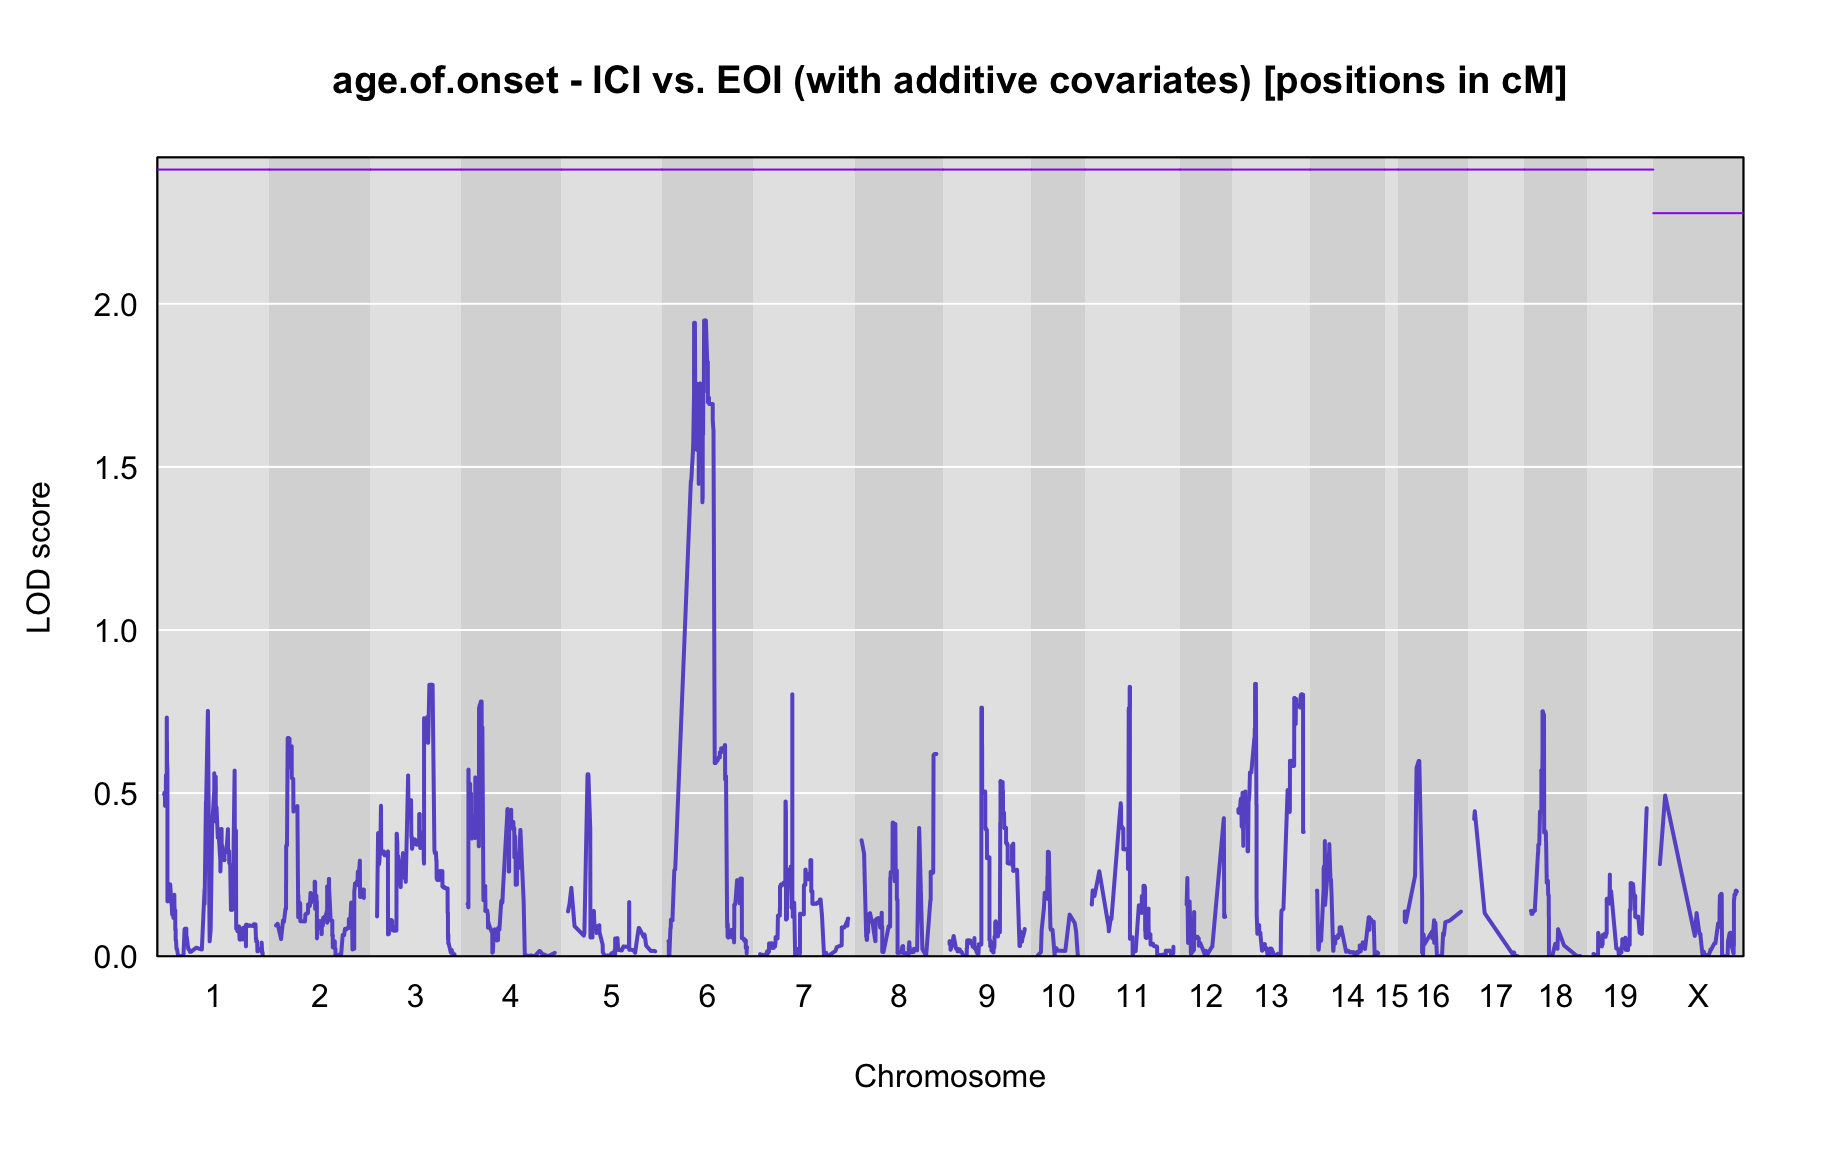 age.of.onset - ICI vs. EOI (with additive covariates) [positions in cM]
LOD score
2.0
1.5
1.0
0.5
0.0
1 2 3 4 5 6 7 8 9 10 11 12 13 14 15 16 17 18 19 X
Chromosome